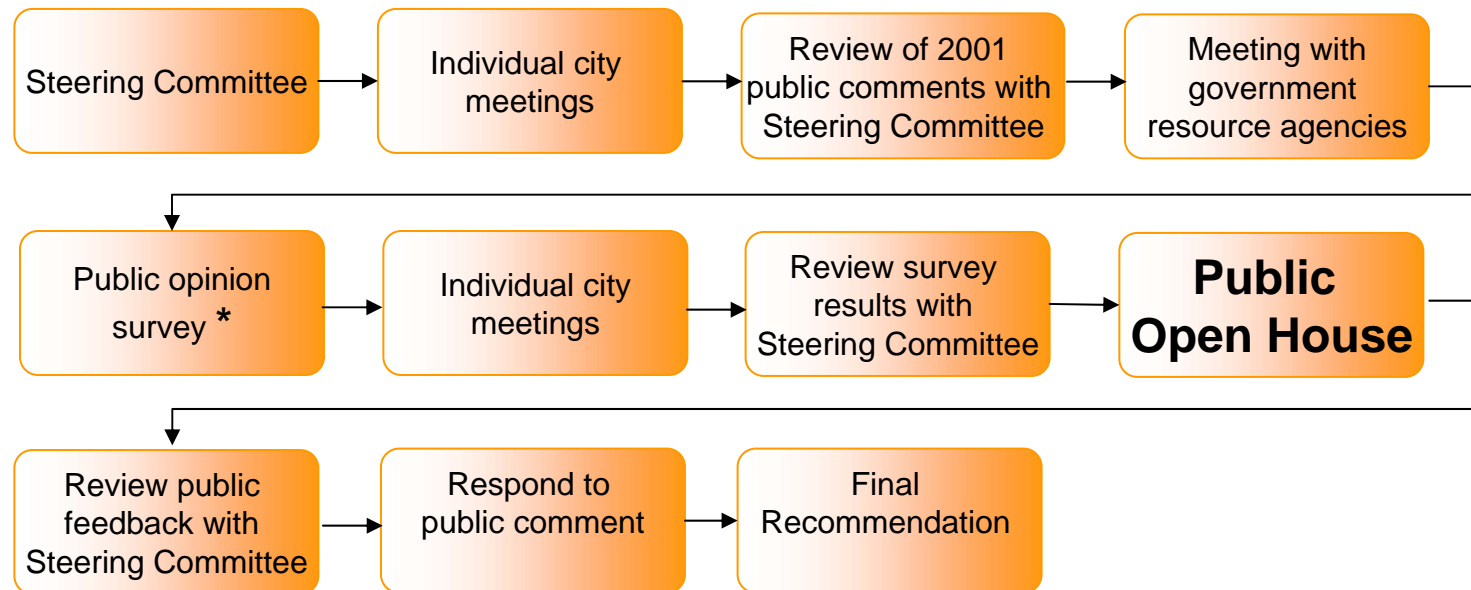 Steering Committee
Individual city
meetings
Review of 2001
public comments with
Steering Committee
Meeting with
government
resource agencies
Public opinion
survey *
Individual city
meetings
Review survey
results with
Steering Committee
Public
Open House
Review public
feedback with
Steering Committee
Respond to
public comment
Final
Recommendation